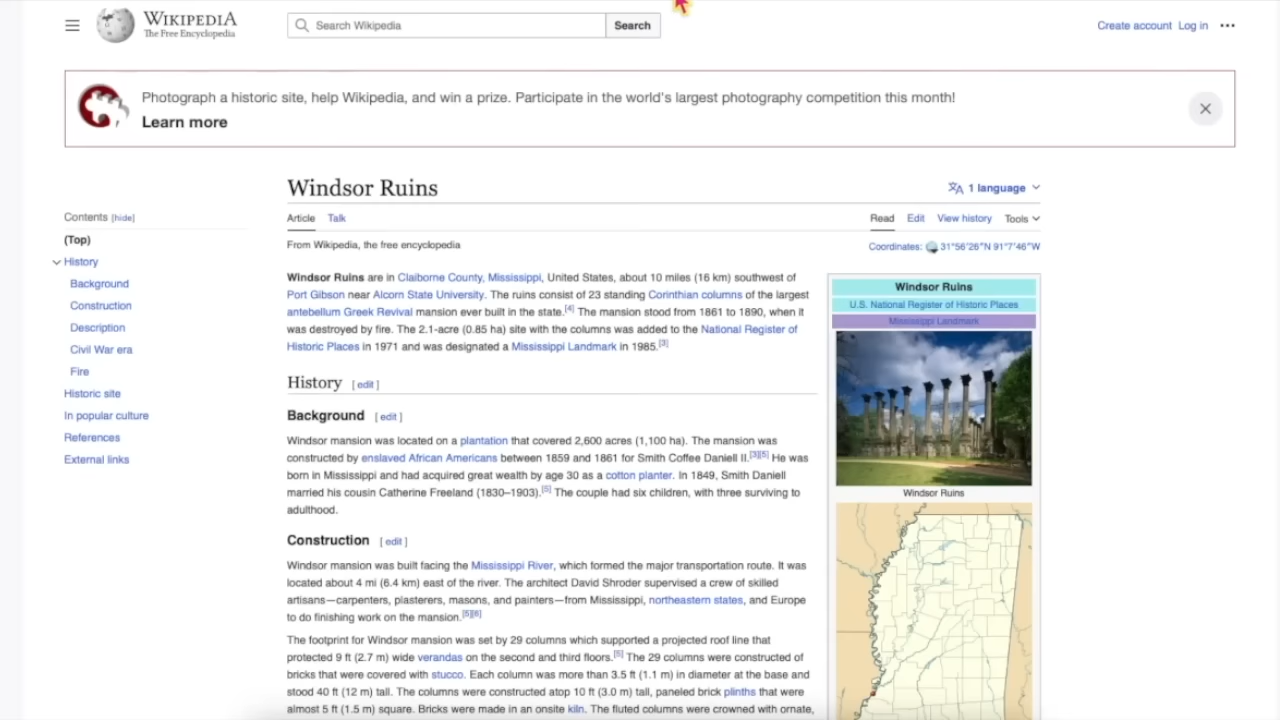 WIKIPEDIA
The Free Encyclopedia
Search Wikipedia
Search
Create account Log in
Photograph a historic site, help Wikipedia, and win a prize. Participate in the world's largest photography competition this month!
Learn more
Windsor Ruins
1 language
Contents [hide]
(Top)
History
Background
Construction
Description
Civil War era
Fire
Historic site
In popular culture
References
External links
Article Talk
Read Edit View history Tools
From Wikipedia, the free encyclopedia
Coordinates: 31°56′26″N 91°7′46″W
Windsor Ruins are in Claiborne County, Mississippi, United States, about 10 miles (16 km) southwest of
Port Gibson near Alcorn State University. The ruins consist of 23 standing Corinthian columns of the largest
antebellum Greek Revival mansion ever built in the state.[4] The mansion stood from 1861 to 1890, when it
was destroyed by fire. The 2.1-acre (0.85 ha) site with the columns was added to the National Register of
Historic Places in 1971 and was designated a Mississippi Landmark in 1985.[3]
History [ edit ]
Background [ edit ]
Windsor mansion was located on a plantation that covered 2,600 acres (1,100 ha). The mansion was
constructed by enslaved African Americans between 1859 and 1861 for Smith Coffee Daniell II.[3][5] He was
born in Mississippi and had acquired great wealth by age 30 as a cotton planter. In 1849, Smith Daniell
married his cousin Catherine Freeland (1830–1903).[5] The couple had six children, with three surviving to
adulthood.
Construction [ edit ]
Windsor mansion was built facing the Mississippi River, which formed the major transportation route. It was
located about 4 mi (6.4 km) east of the river. The architect David Shroder supervised a crew of skilled
artisans—carpenters, plasterers, masons, and painters—from Mississippi, northeastern states, and Europe
to do finishing work on the mansion.[5][6]
The footprint for Windsor mansion was set by 29 columns which supported a projected roof line that
protected 9 ft (2.7 m) wide verandas on the second and third floors.[5] The 29 columns were constructed of
bricks that were covered with stucco. Each column was more than 3.5 ft (1.1 m) in diameter at the base and
stood 40 ft (12 m) tall. The columns were constructed atop 10 ft (3.0 m) tall, paneled brick plinths that were
almost 5 ft (1.5 m) square. Bricks were made in an onsite kiln. The fluted columns were crowned with ornate,
Windsor Ruins
U.S. National Register of Historic Places
Mississippi Landmark
Windsor Ruins